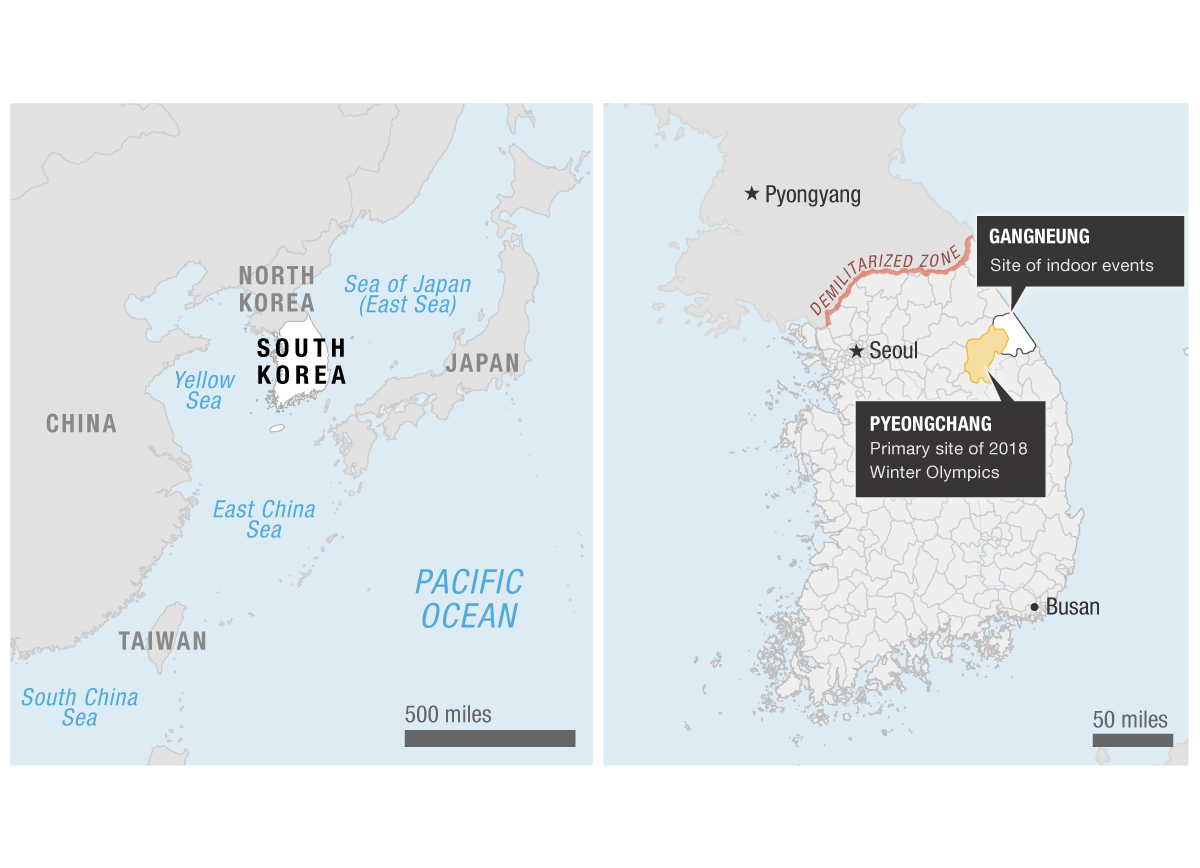 NORTH
KOREA
Sea of Japan
(East Sea)
SOUTH
KOREA
JAPAN
Yellow
Sea
CHINA
East China
Sea
PACIFIC
OCEAN
TAIWAN
South China
Sea
500 miles
Pyongyang
GANGNEUNG
Site of indoor events
DEMILITARIZED ZONE
Seoul
PYEONGCHANG
Primary site of 2018
Winter Olympics
Busan
50 miles